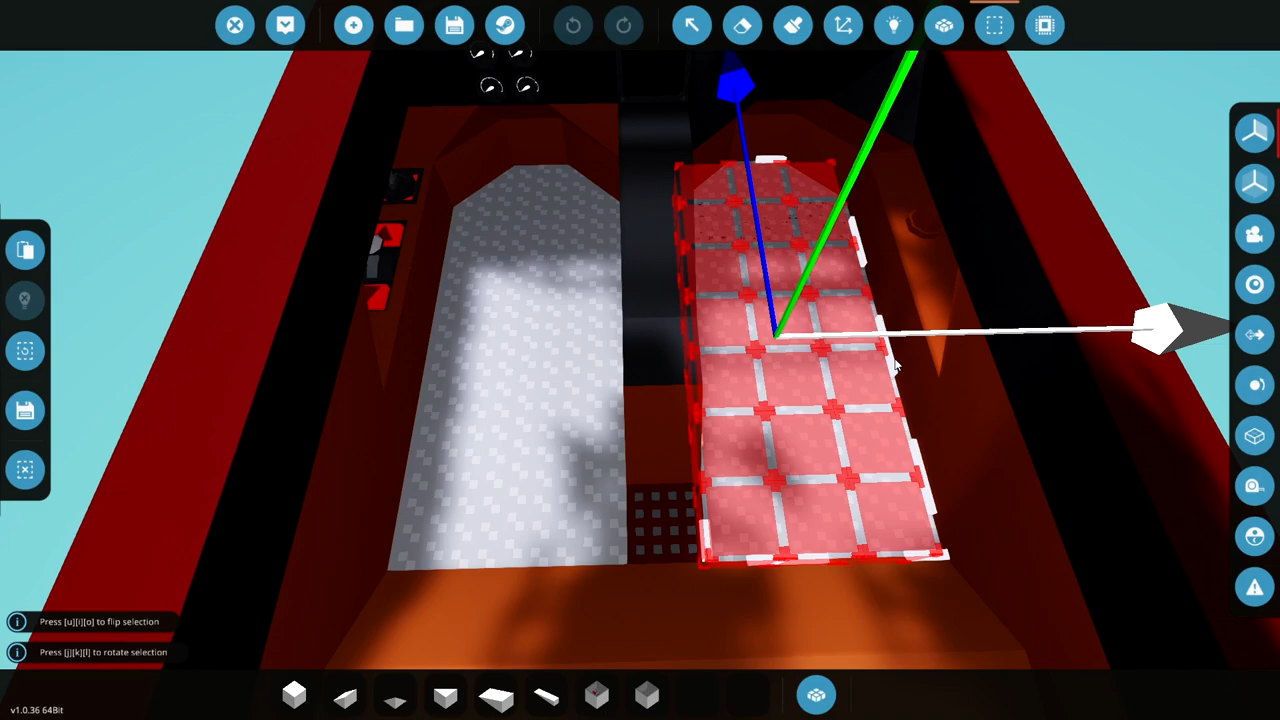 Press [u][i][o] to flip selection
Press [j][k][l] to rotate selection
v1.0.36 64Bit